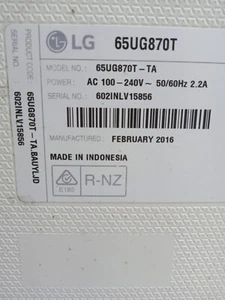 LG 65UG870T
MODEL NO : 65UG870T-TA
POWER : AC 100-240V~ 50/60Hz 2.2A
SERIAL NO : 602INLV15856
MANUFACTURED : FEBRUARY 2016
MADE IN INDONESIA
R-NZ
E180
PRODUCT CODE : 65UG870T-TA.BAUYLJD
SERIAL NO : 602INLV15856